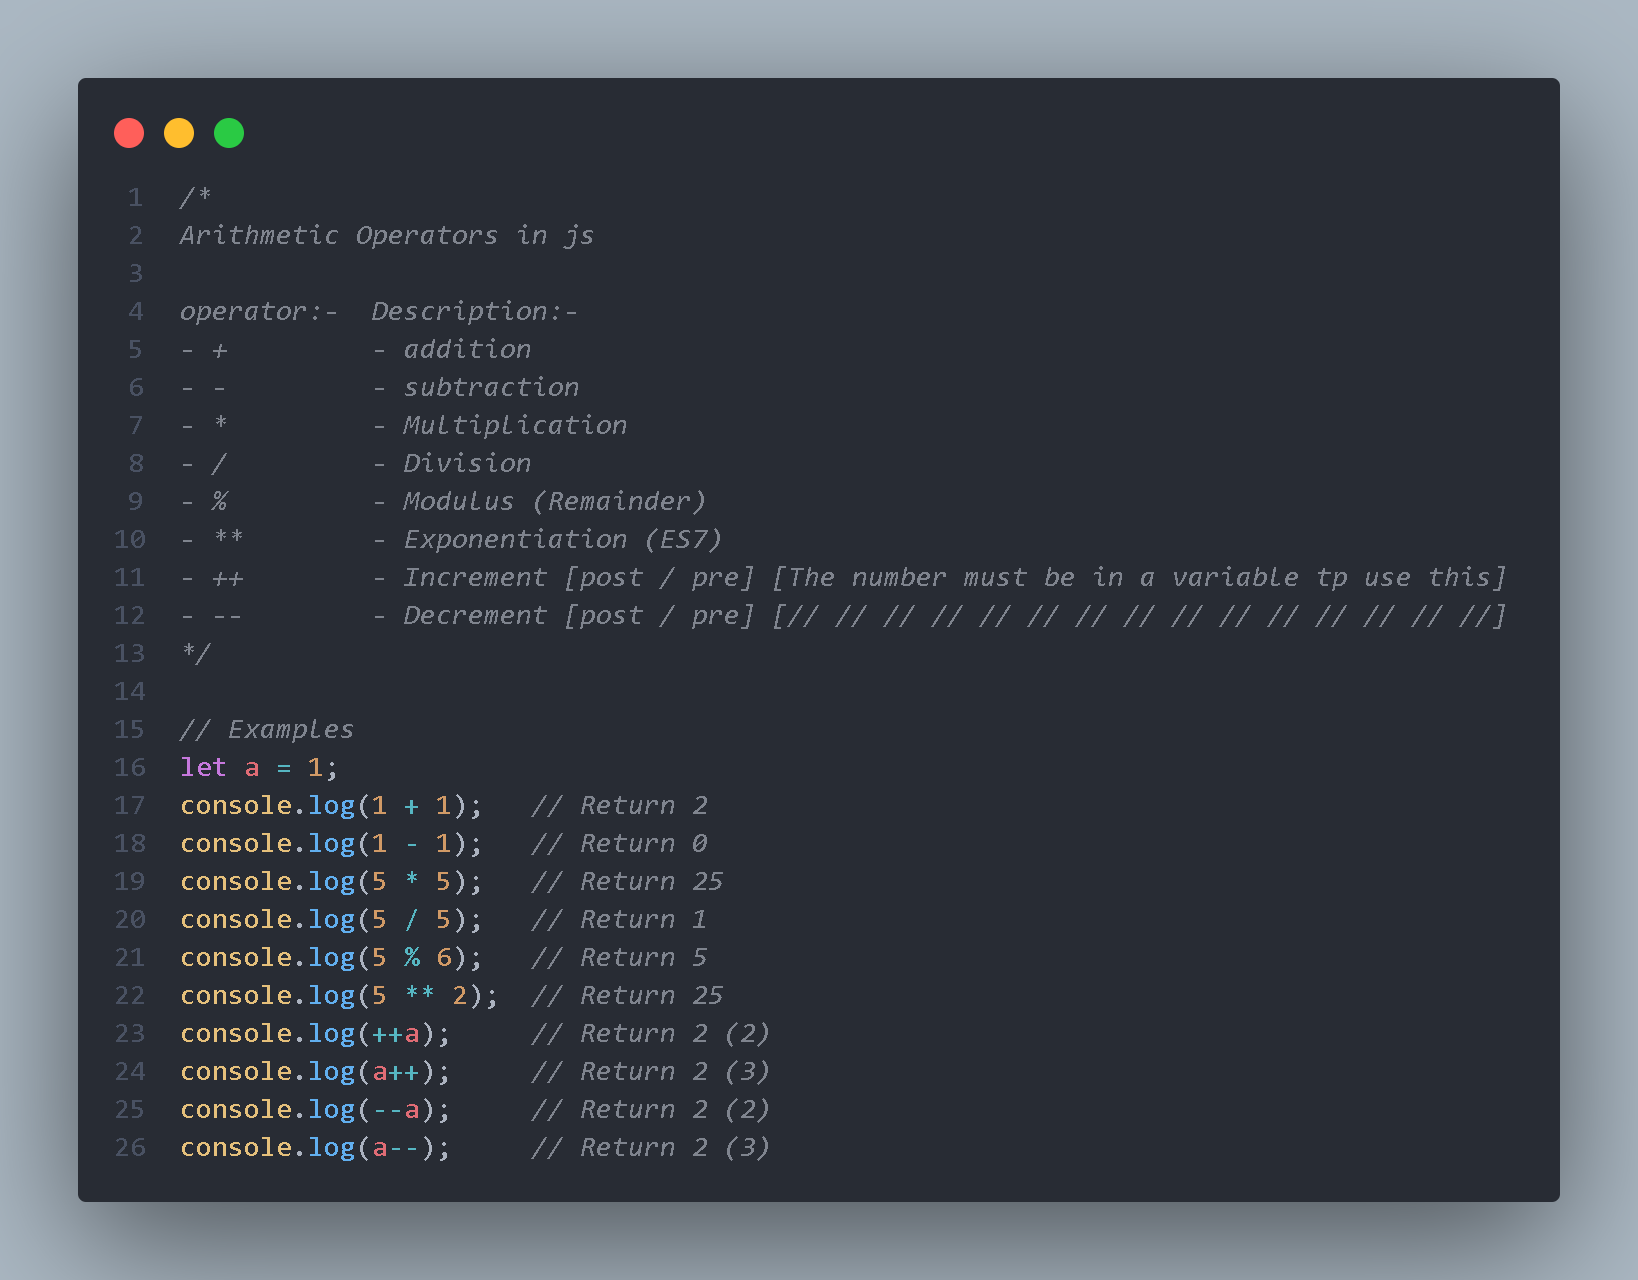 1 /*
2 Arithmetic Operators in js
3
4 operator:-  Description:-
5 - +         - addition
6 - -         - subtraction
7 - *         - Multiplication
8 - /         - Division
9 - %         - Modulus (Remainder)
10 - **        - Exponentiation (ES7)
11 - ++        - Increment [post / pre] [The number must be in a variable tp use this]
12 - --        - Decrement [post / pre] [// // // // // // // // // // // // // // //]
13 */
14
15 // Examples
16 let a = 1;
17 console.log(1 + 1);   // Return 2
18 console.log(1 - 1);   // Return 0
19 console.log(5 * 5);   // Return 25
20 console.log(5 / 5);   // Return 1
21 console.log(5 % 6);   // Return 5
22 console.log(5 ** 2);  // Return 25
23 console.log(++a);     // Return 2 (2)
24 console.log(a++);     // Return 2 (3)
25 console.log(--a);     // Return 2 (2)
26 console.log(a--);     // Return 2 (3)